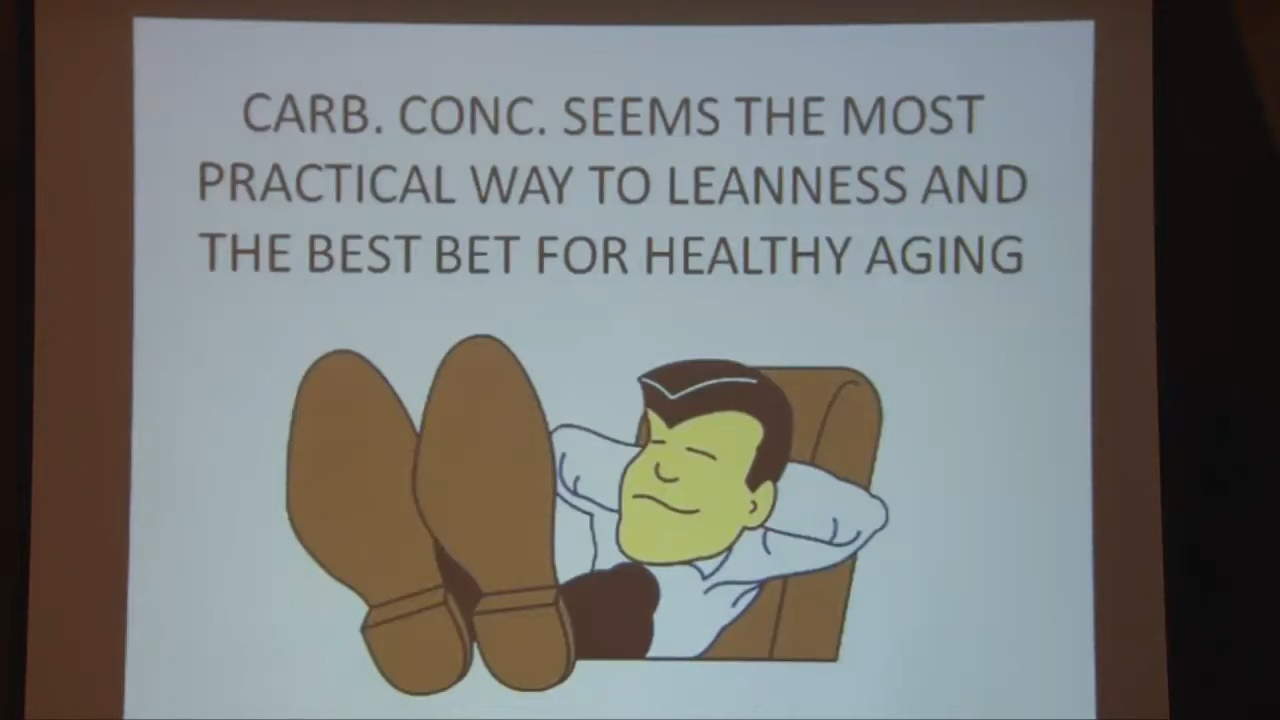 CARB. CONC. SEEMS THE MOST
PRACTICAL WAY TO LEANNESS AND
THE BEST BET FOR HEALTHY AGING